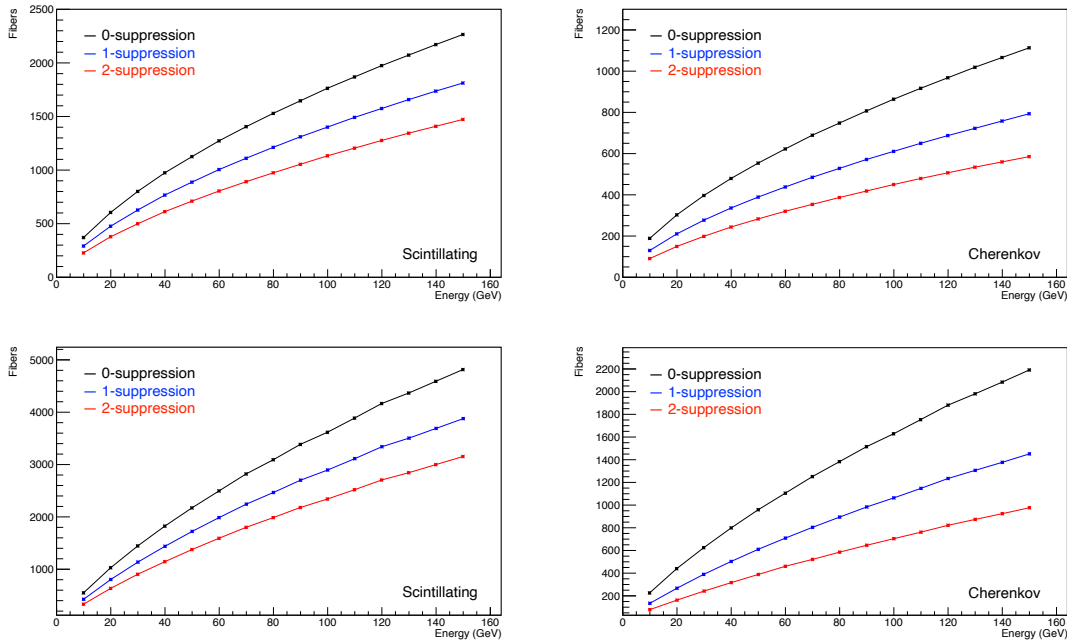 Fibers
2500
2000
1500
1000
500
0
0-suppression
1-suppression
2-suppression
Scintillating
0 20 40 60 80 100 120 140 160
Energy (GeV)
Fibers
1200
1000
800
600
400
200
0
0-suppression
1-suppression
2-suppression
Cherenkov
0 20 40 60 80 100 120 140 160
Energy (GeV)
Fibers
5000
4000
3000
2000
1000
0-suppression
1-suppression
2-suppression
Scintillating
0 20 40 60 80 100 120 140 160
Energy (GeV)
Fibers
2200
2000
1800
1600
1400
1200
1000
800
600
400
200
0-suppression
1-suppression
2-suppression
Cherenkov
0 20 40 60 80 100 120 140 160
Energy (GeV)